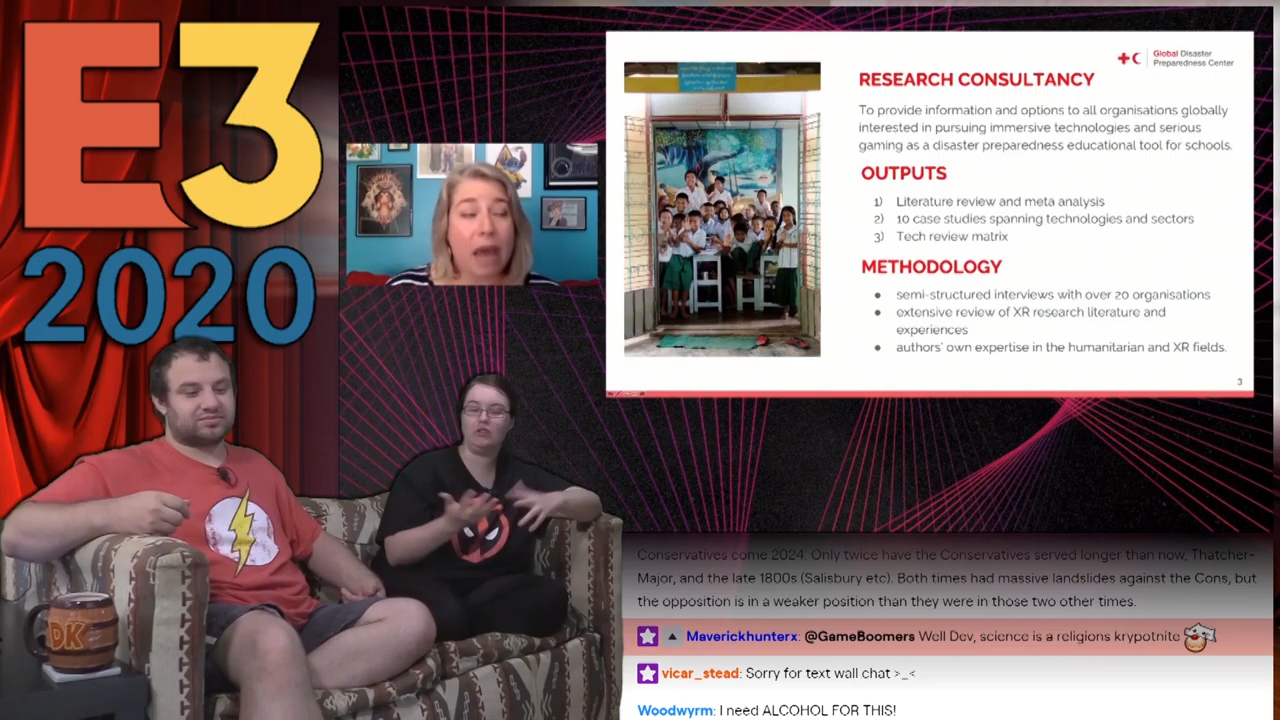 E3
2020
Global Disaster
Preparedness Center
RESEARCH CONSULTANCY
To provide information and options to all organisations globally
interested in pursuing immersive technologies and serious
gaming as a disaster preparedness educational tool for schools.
OUTPUTS
1) Literature review and meta analysis
2) 10 case studies spanning technologies and sectors
3) Tech review matrix
METHODOLOGY
● semi-structured interviews with over 20 organisations
● extensive review of XR research literature and
experiences
● authors' own expertise in the humanitarian and XR fields.
3
DK
Conservatives come 2024. Only twice have the Conservatives served longer than now, Thatcher-
Major, and the late 1800s (Salisbury etc). Both times had massive landslides against the Cons, but
the opposition is in a weaker position than they were in those two other times.
Maverickhunterx: @GameBoomers Well Dev, science is a religions krypotnite
vicar_stead: Sorry for text wall chat >_<
Woodwyrm: I need ALCOHOL FOR THIS!